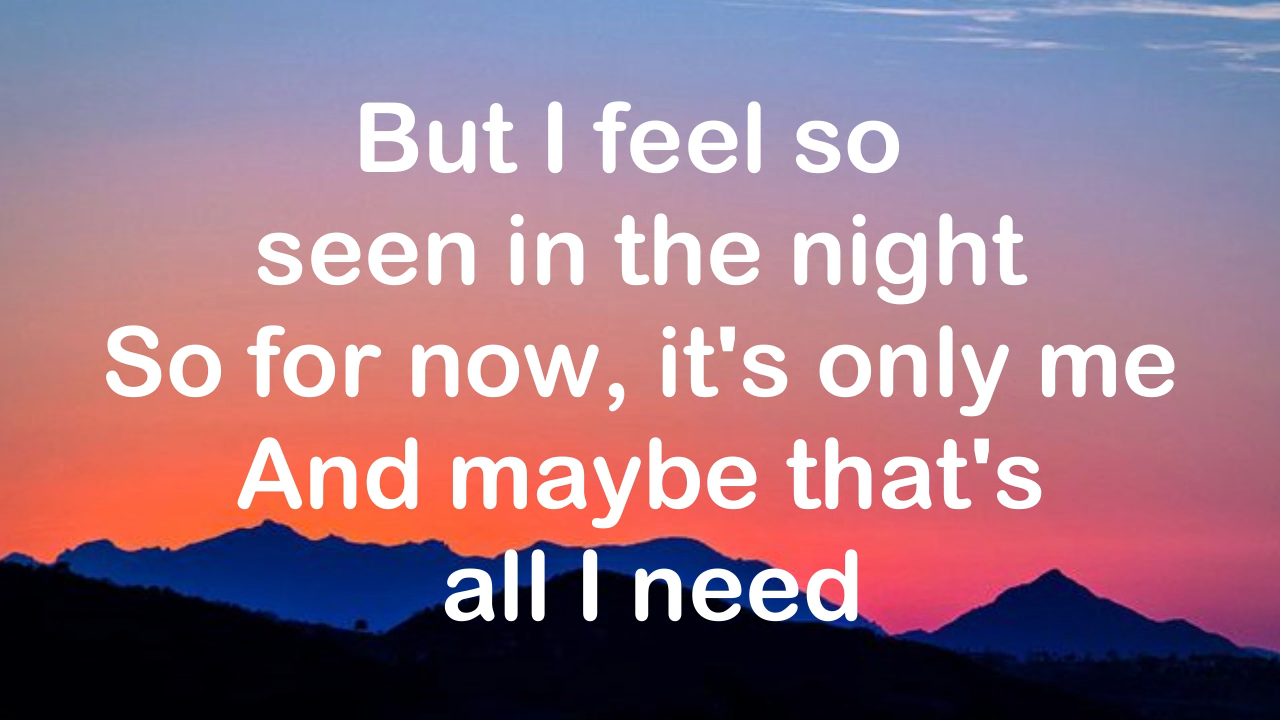 But I feel so
seen in the night
So for now, it's only me
And maybe that's
all I need